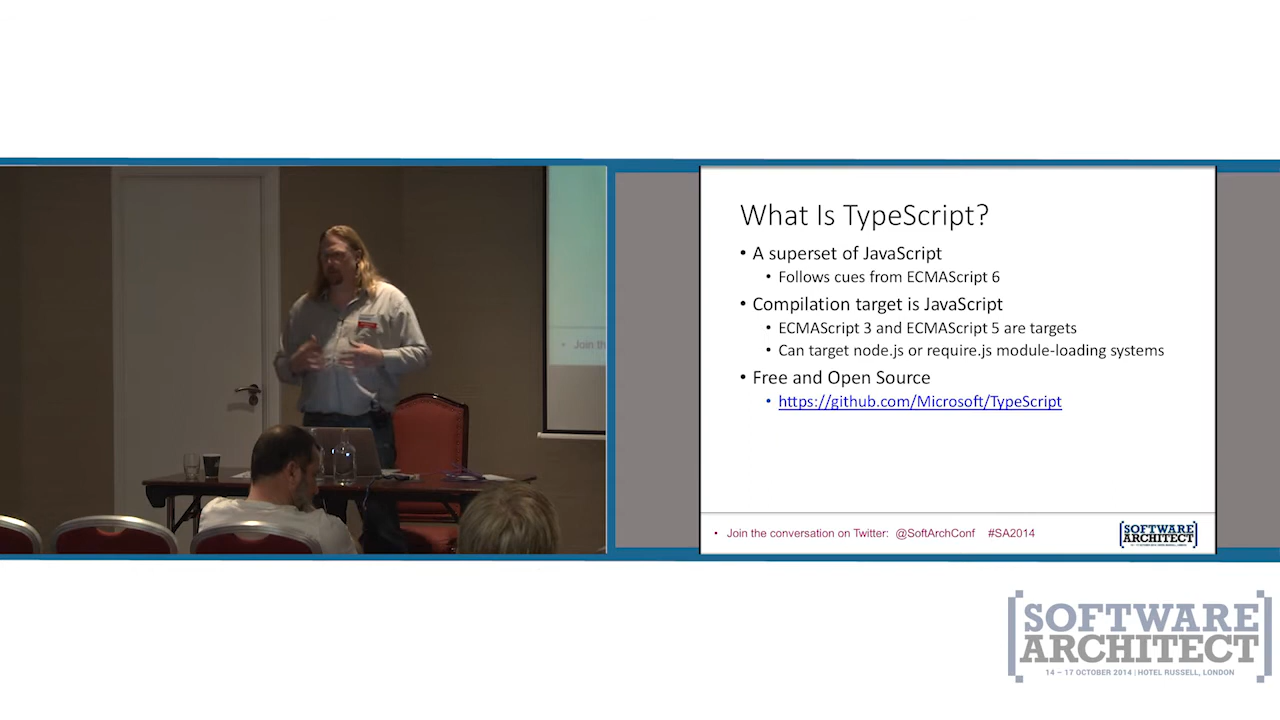 What Is TypeScript?
• A superset of JavaScript
• Follows cues from ECMAScript 6
• Compilation target is JavaScript
• ECMAScript 3 and ECMAScript 5 are targets
• Can target node.js or require.js module-loading systems
• Free and Open Source
• https://github.com/Microsoft/TypeScript
• Join the conversation on Twitter: @SoftArchConf #SA2014
[SOFTWARE
ARCHITECT]
• Join th
[SOFTWARE
ARCHITECT]
14 – 17 OCTOBER 2014 | HOTEL RUSSELL, LONDON